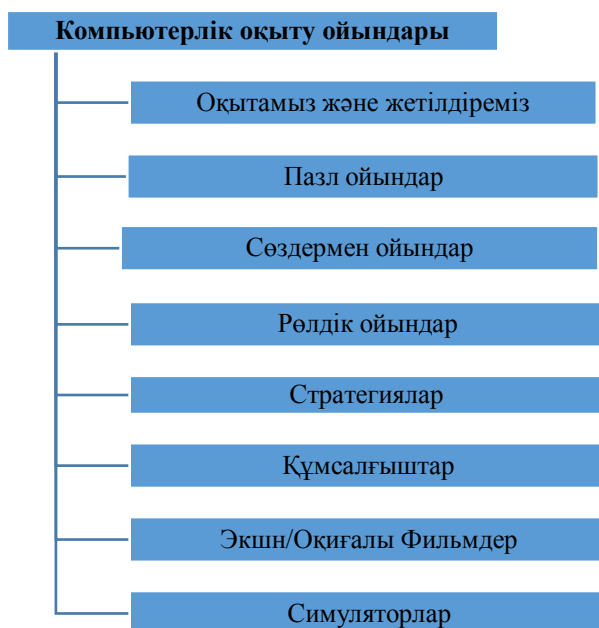 Компьютерлік оқыту ойындары
Оқытамыз және жетілдіреміз
Пазл ойындар
Сөздермен ойындар
Рөлдік ойындар
Стратегиялар
Құмсалғыштар
Экшн/Оқиғалы Фильмдер
Симуляторлар